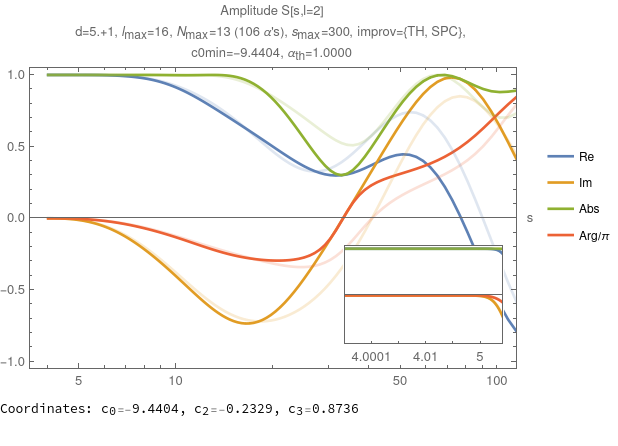 Amplitude S[s,l=2]
d=5.+1, lmax=16, Nmax=13 (106 α's), smax=300, improv={TH, SPC},
c0min=−9.4404, αth=1.0000
1.0
0.5
0.0
−0.5
−1.0
5
10
50
100
s
4.0001
4.01
5
Re
Im
Abs
Arg/π
Coordinates: c0=-9.4404, c2=-0.2329, c3=0.8736